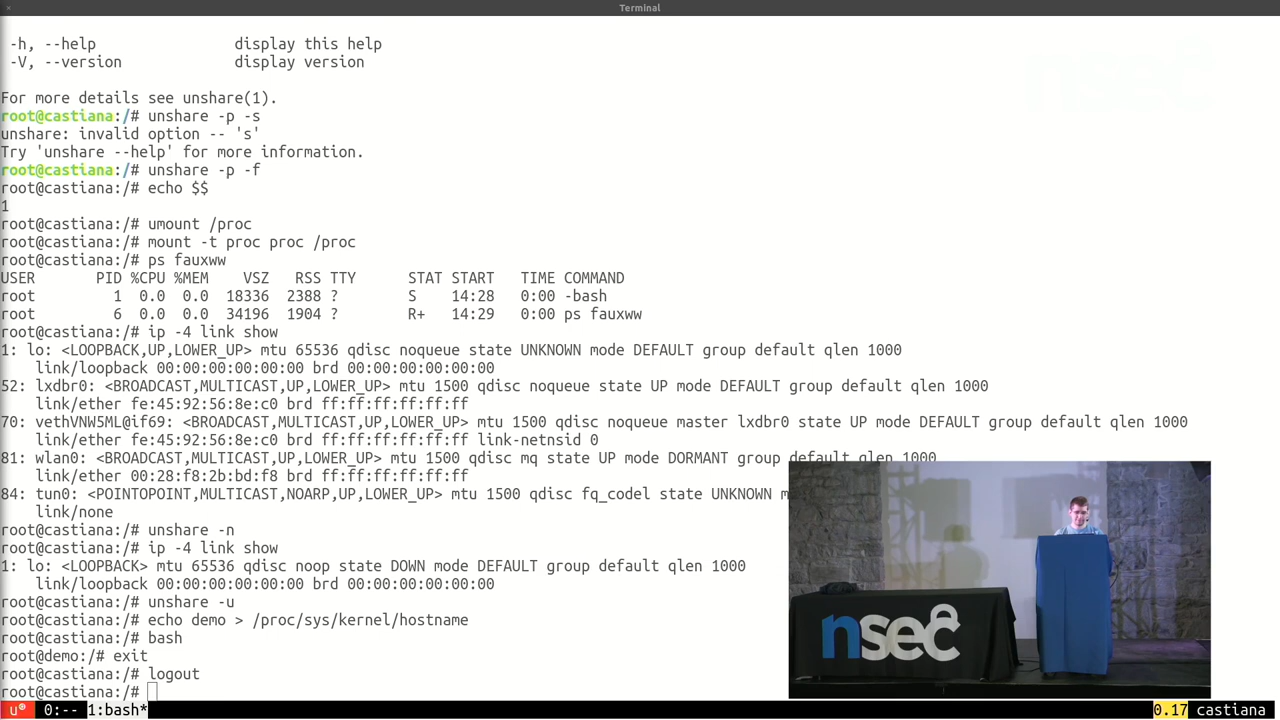 Terminal
-h, --help display this help
-V, --version display version
For more details see unshare(1).
root@castiana:/# unshare -p -s
unshare: invalid option -- 's'
Try 'unshare --help' for more information.
root@castiana:/# unshare -p -f
root@castiana:/# echo $$
1
root@castiana:/# umount /proc
root@castiana:/# mount -t proc proc /proc
root@castiana:/# ps fauxww
USER PID %CPU %MEM VSZ RSS TTY STAT START TIME COMMAND
root 1 0.0 0.0 18336 2388 ? S 14:28 0:00 -bash
root 6 0.0 0.0 34196 1904 ? R+ 14:29 0:00 ps fauxww
root@castiana:/# ip -4 link show
1: lo: <LOOPBACK,UP,LOWER_UP> mtu 65536 qdisc noqueue state UNKNOWN mode DEFAULT group default qlen 1000
link/loopback 00:00:00:00:00:00 brd 00:00:00:00:00:00
52: lxdbr0: <BROADCAST,MULTICAST,UP,LOWER_UP> mtu 1500 qdisc noqueue state UP mode DEFAULT group default qlen 1000
link/ether fe:45:92:56:8e:c0 brd ff:ff:ff:ff:ff:ff
70: vethVNW5ML@if69: <BROADCAST,MULTICAST,UP,LOWER_UP> mtu 1500 qdisc noqueue master lxdbr0 state UP mode DEFAULT group default qlen 1000
link/ether fe:45:92:56:8e:c0 brd ff:ff:ff:ff:ff:ff link-netnsid 0
81: wlan0: <BROADCAST,MULTICAST,UP,LOWER_UP> mtu 1500 qdisc mq state UP mode DORMANT group default qlen 1000
link/ether 00:28:f8:2b:bd:f8 brd ff:ff:ff:ff:ff:ff
84: tun0: <POINTOPOINT,MULTICAST,NOARP,UP,LOWER_UP> mtu 1500 qdisc fq_codel state UNKNOWN
link/none
root@castiana:/# unshare -n
root@castiana:/# ip -4 link show
1: lo: <LOOPBACK> mtu 65536 qdisc noop state DOWN mode DEFAULT group default qlen 1000
link/loopback 00:00:00:00:00:00 brd 00:00:00:00:00:00
root@castiana:/# unshare -u
root@castiana:/# echo demo > /proc/sys/kernel/hostname
root@castiana:/# bash
root@demo:/# exit
root@castiana:/# logout
root@castiana:/#
nsec
u 0:-- 1:bash* 0.17 castiana